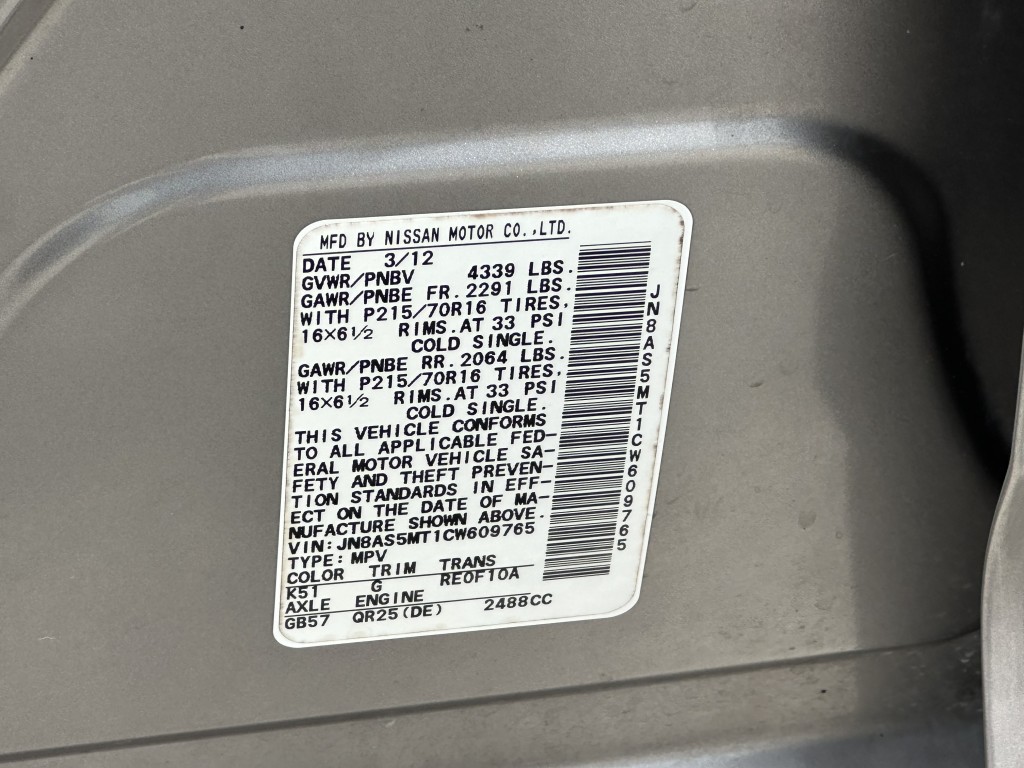 MFD BY NISSAN MOTOR CO.,LTD.
DATE 3/12
GVWR/PNBV 4339 LBS.
GAWR/PNBE FR. 2291 LBS.
WITH P215/70R16 TIRES,
16×6½ RIMS.AT 33 PSI
COLD SINGLE.
GAWR/PNBE RR. 2064 LBS.
WITH P215/70R16 TIRES,
16×6½ RIMS.AT 33 PSI
COLD SINGLE.
THIS VEHICLE CONFORMS
TO ALL APPLICABLE FED-
ERAL MOTOR VEHICLE SA-
FETY AND THEFT PREVEN-
TION STANDARDS IN EFF-
ECT ON THE DATE OF MA-
NUFACTURE SHOWN ABOVE.
VIN: JN8AS5MT1CW609765
TYPE: MPV
COLOR TRIM TRANS
K51 G RE0F10A
AXLE ENGINE
GB57 QR25(DE) 2488CC
JN8AS5MT1CW609765